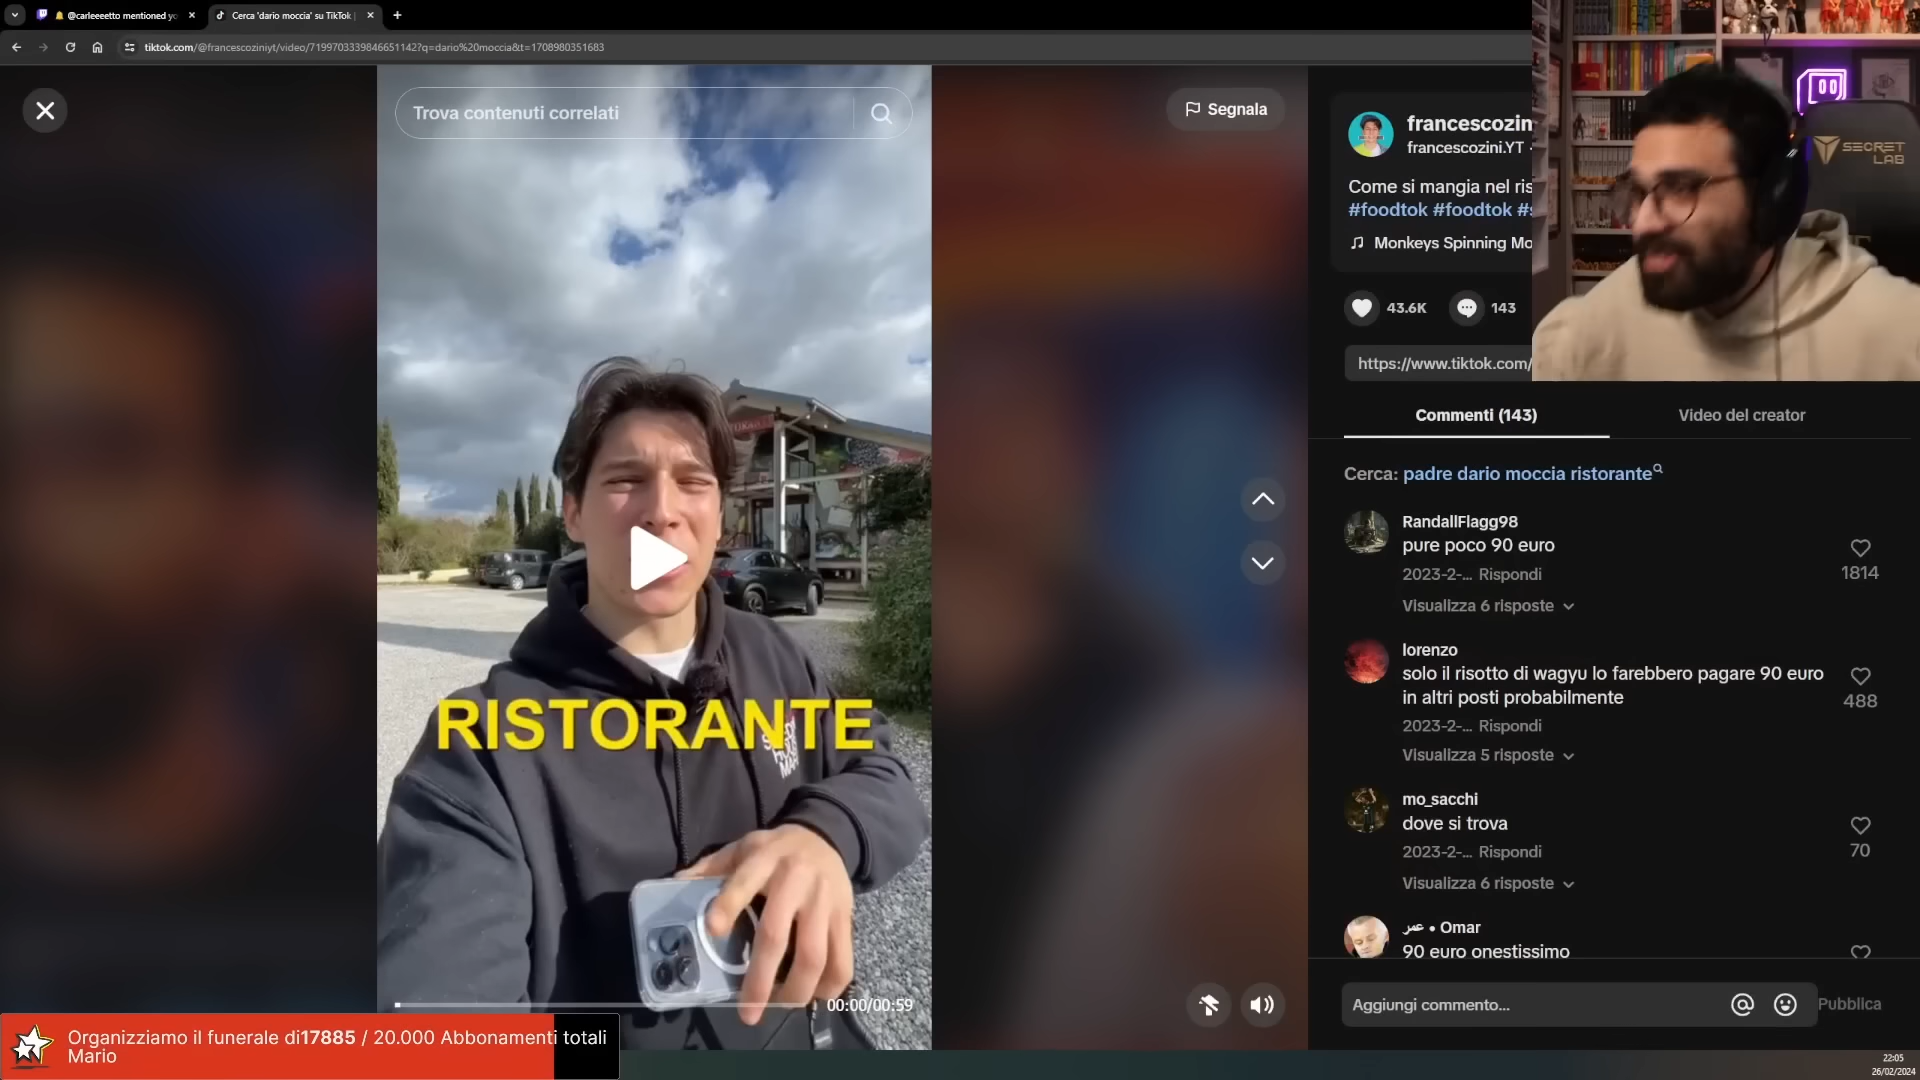 @carleeeetto mentioned yo
Cerca 'dario moccia' su TikTok |
tiktok.com/@francescoziniyt/video/7199703339846651142?q=dario%20moccia&t=1708980351683
Trova contenuti correlati
Segnala
francescozin
francescozini.YT ·
Come si mangia nel ris
#foodtok #foodtok #s
Monkeys Spinning Mo
43.6K
143
https://www.tiktok.com/
SECRET
LAB
Commenti (143)
Video del creator
Cerca: padre dario moccia ristorante
RandallFlagg98
pure poco 90 euro
2023-2-... Rispondi
1814
Visualizza 6 risposte
lorenzo
solo il risotto di wagyu lo farebbero pagare 90 euro
in altri posti probabilmente
488
2023-2-... Rispondi
Visualizza 5 risposte
mo_sacchi
dove si trova
2023-2-... Rispondi
70
Visualizza 6 risposte
عمر • Omar
90 euro onestissimo
RISTORANTE
00:00/00:59
Aggiungi commento...
Pubblica
Organizziamo il funerale di17885 / 20.000 Abbonamenti totali
Mario
22:05
26/02/2024